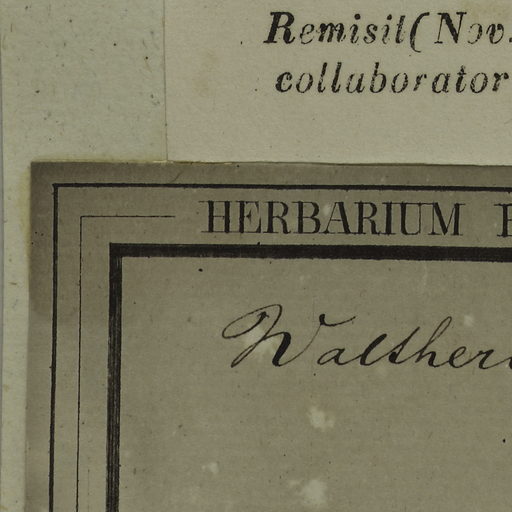 Remisit (Nov.
collaborator
HERBARIUM
Walther